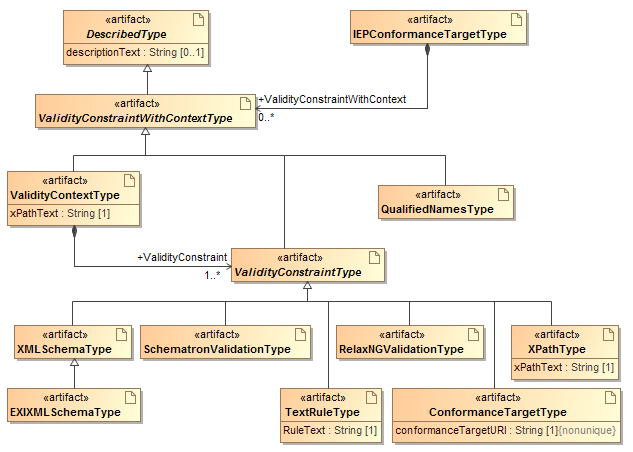 «artifact»
DescribedType
descriptionText : String [0..1]
«artifact»
IEPConformanceTargetType
+ValidityConstraintWithContext
0..*
«artifact»
ValidityConstraintWithContextType
«artifact»
ValidityContextType
xPathText : String [1]
«artifact»
QualifiedNamesType
+ValidityConstraint
1..*
«artifact»
ValidityConstraintType
«artifact»
XMLSchemaType
«artifact»
SchematronValidationType
«artifact»
RelaxNGValidationType
«artifact»
XPathType
xPathText : String [1]
«artifact»
EXIXMLSchemaType
«artifact»
TextRuleType
RuleText : String [1]
«artifact»
ConformanceTargetType
conformanceTargetURI : String [1]{nonunique}